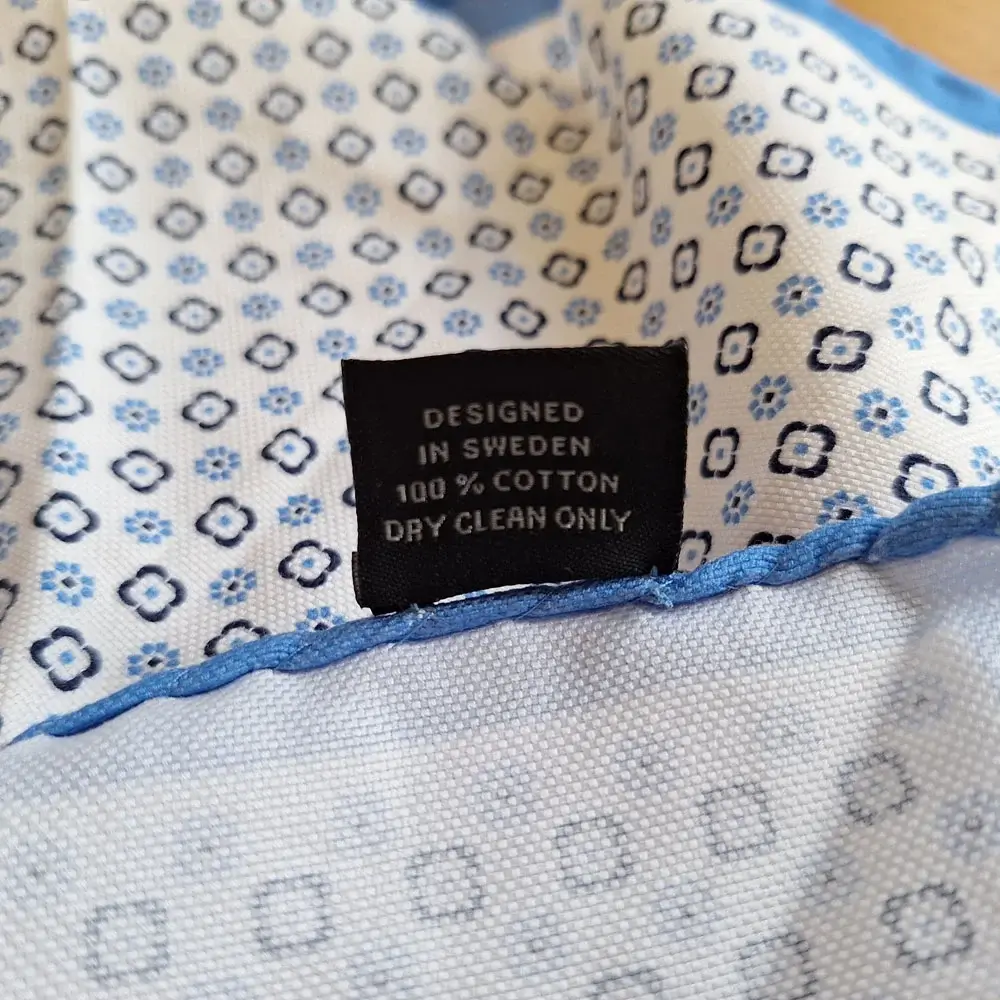 DESIGNED
IN SWEDEN
100 % COTTON
DRY CLEAN ONLY